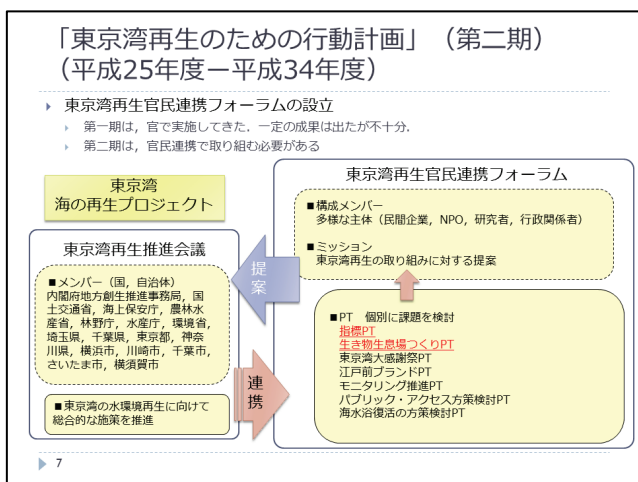 「東京湾再生のための行動計画」（第二期）
（平成25年度ー平成34年度）
東京湾再生官民連携フォーラムの設立
第一期は，官で実施してきた．一定の成果は出たが不十分．
第二期は，官民連携で取り組む必要がある
東京湾
海の再生プロジェクト
東京湾再生推進会議
■メンバー（国，自治体）
内閣府地方創生推進事務局，国
土交通省，海上保安庁，農林水
産省，林野庁，水産庁，環境省，
埼玉県，千葉県，東京都，神奈
川県，横浜市，川崎市，千葉市，
さいたま市，横須賀市
■東京湾の水環境再生に向けて
総合的な施策を推進
提案
連携
東京湾再生官民連携フォーラム
■構成メンバー
多様な主体（民間企業，NPO，研究者，行政関係者）
■ミッション
東京湾再生の取り組みに対する提案
■PT　個別に課題を検討
指標PT
生き物生息場つくりPT
東京湾大感謝祭PT
江戸前ブランドPT
モニタリング推進PT
パブリック・アクセス方策検討PT
海水浴復活の方策検討PT
7